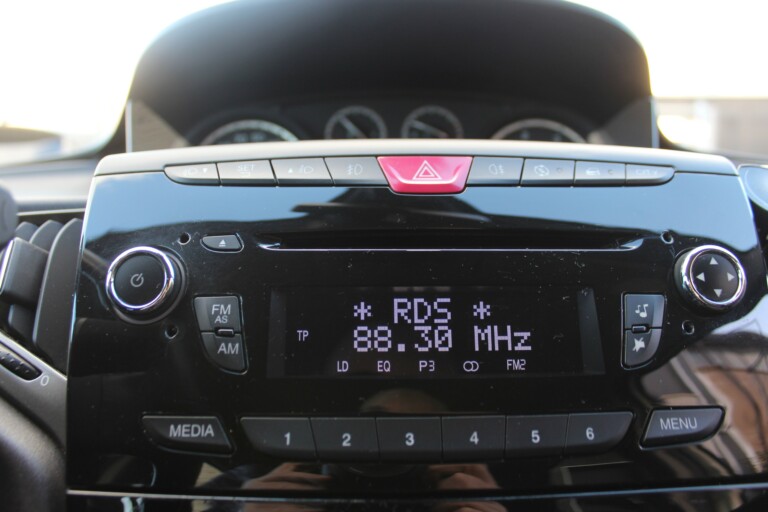 * RDS *
TP 88.30 MHz
LD EQ P3 FM2
FM
AS
AM
MEDIA 1 2 3 4 5 6 MENU
0